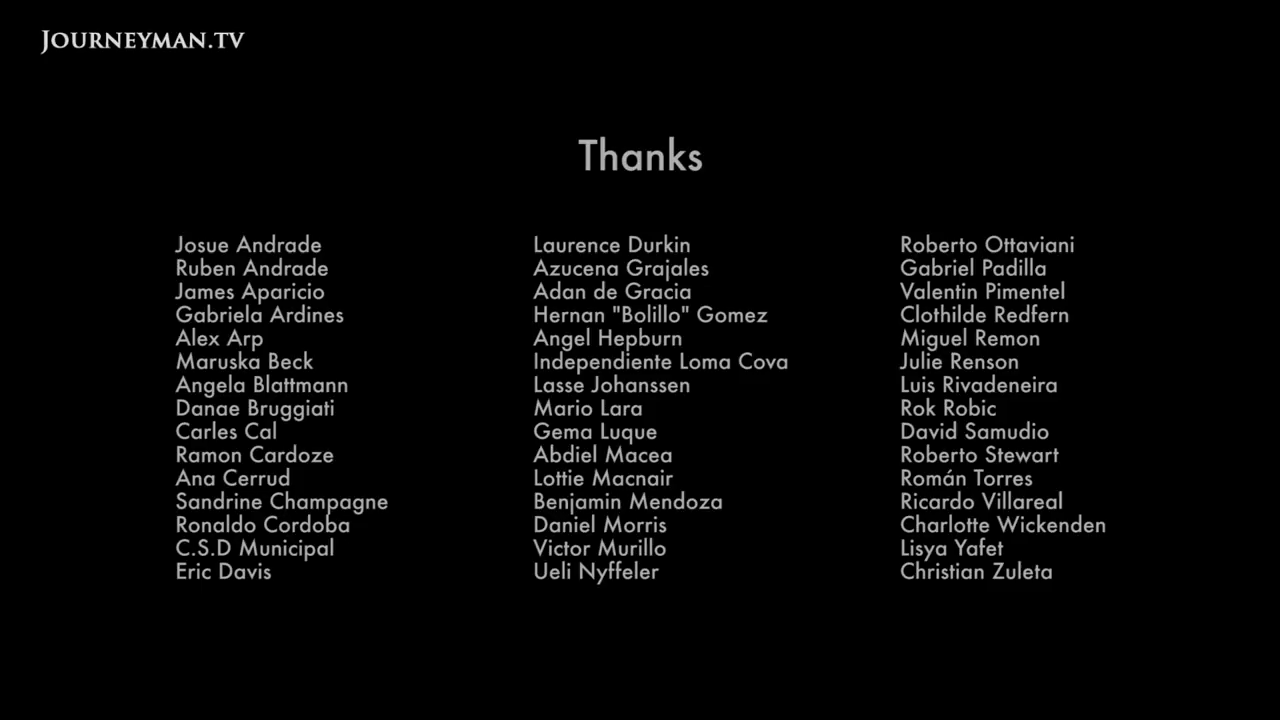 JOURNEYMAN.TV
Thanks
Josue Andrade
Ruben Andrade
James Aparicio
Gabriela Ardines
Alex Arp
Maruska Beck
Angela Blattmann
Danae Bruggiati
Carles Cal
Ramon Cardoze
Ana Cerrud
Sandrine Champagne
Ronaldo Cordoba
C.S.D Municipal
Eric Davis
Laurence Durkin
Azucena Grajales
Adan de Gracia
Hernan "Bolillo" Gomez
Angel Hepburn
Independiente Loma Cova
Lasse Johanssen
Mario Lara
Gema Luque
Abdiel Macea
Lottie Macnair
Benjamin Mendoza
Daniel Morris
Victor Murillo
Ueli Nyffeler
Roberto Ottaviani
Gabriel Padilla
Valentin Pimentel
Clothilde Redfern
Miguel Remon
Julie Renson
Luis Rivadeneira
Rok Robic
David Samudio
Roberto Stewart
Román Torres
Ricardo Villareal
Charlotte Wickenden
Lisya Yafet
Christian Zuleta